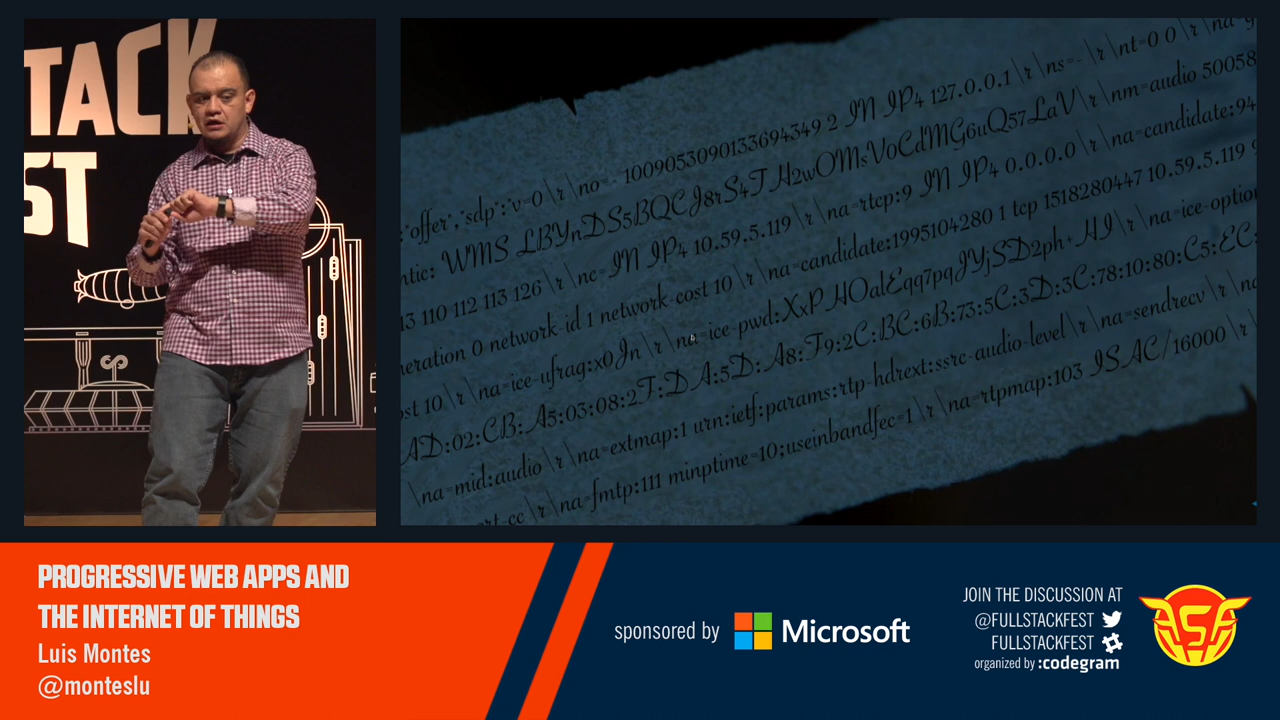 TACK
ST
:"offer","sdp":"v=0 \r \no=- 1009053090133694349 2 IN IP4 127.0.0.1 \r \ns=- \r \nt=0 0 \r \na=g
ntic: WMS LBYnDS5BQCJ8rS4TH2wOMsVoCdMG6uQ57LaV \r \nm=audio 50058
13 110 112 113 126 \r \nc=IN IP4 10.59.5.119 \r \na=rtcp:9 IN IP4 0.0.0.0 \r \na=candidate:94
neration 0 network-id 1 network-cost 10 \r \na=candidate:1995104280 1 tcp 1518280447 10.59.5.119 9
ost 10 \r \na=ice-ufrag:x0Jn \r \na=ice-pwd:XxPHOalEqq7pqJYjSD2ph+HI \r \na=ice-option
AD:02:CB:A5:03:08:2F:DA:5D:A8:F9:2C:BC:6B:73:5C:3D:3C:78:10:80:C5:EC:
\na=mid:audio \r \na=extmap:1 urn:ietf:params:rtp-hdrext:ssrc-audio-level \r \na=sendrecv \r \na
rt-cc \r \na=fmtp:111 minptime=10;useinbandfec=1 \r \na=rtpmap:103 ISAC/16000 \r \
PROGRESSIVE WEB APPS AND
THE INTERNET OF THINGS
Luis Montes
@monteslu
sponsored by Microsoft
JOIN THE DISCUSSION AT
@FULLSTACKFEST
FULLSTACKFEST
organized by :codegram
FSF